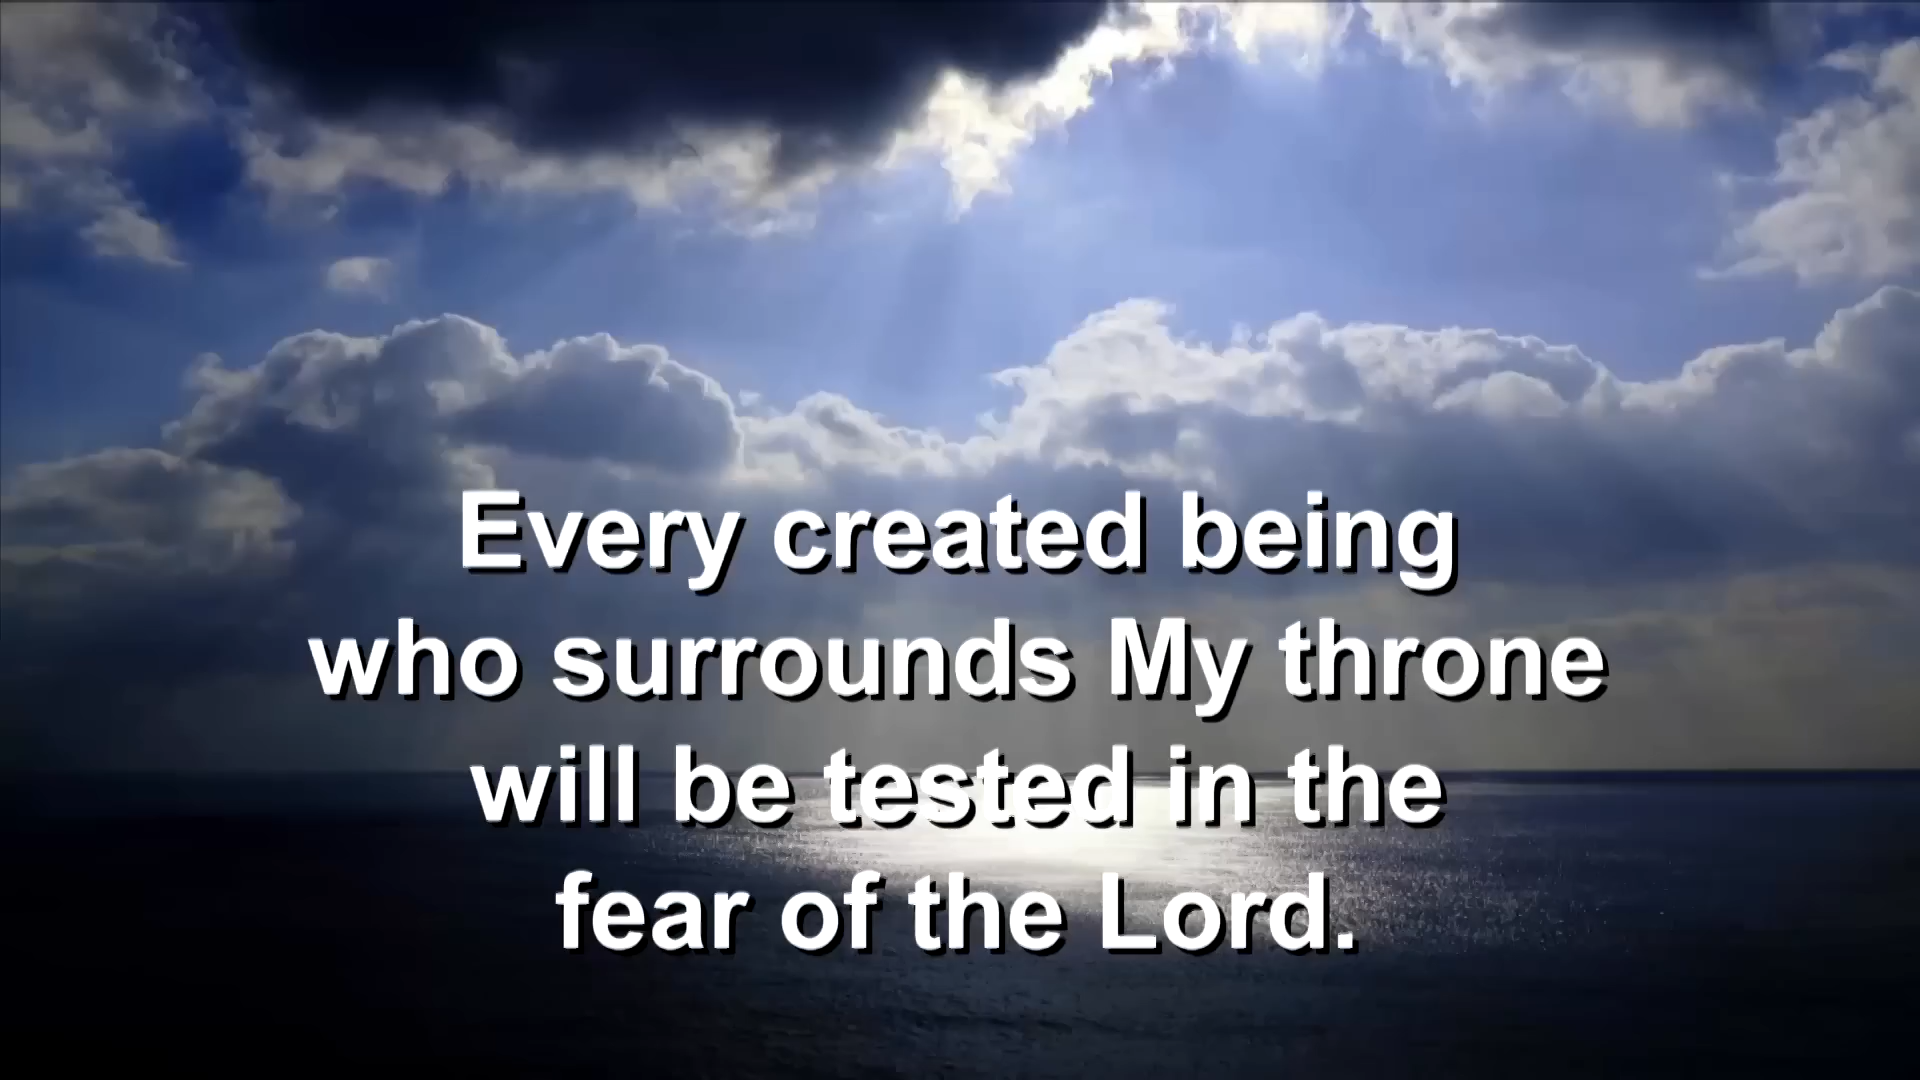 Every created being
who surrounds My throne
will be tested in the
fear of the Lord.